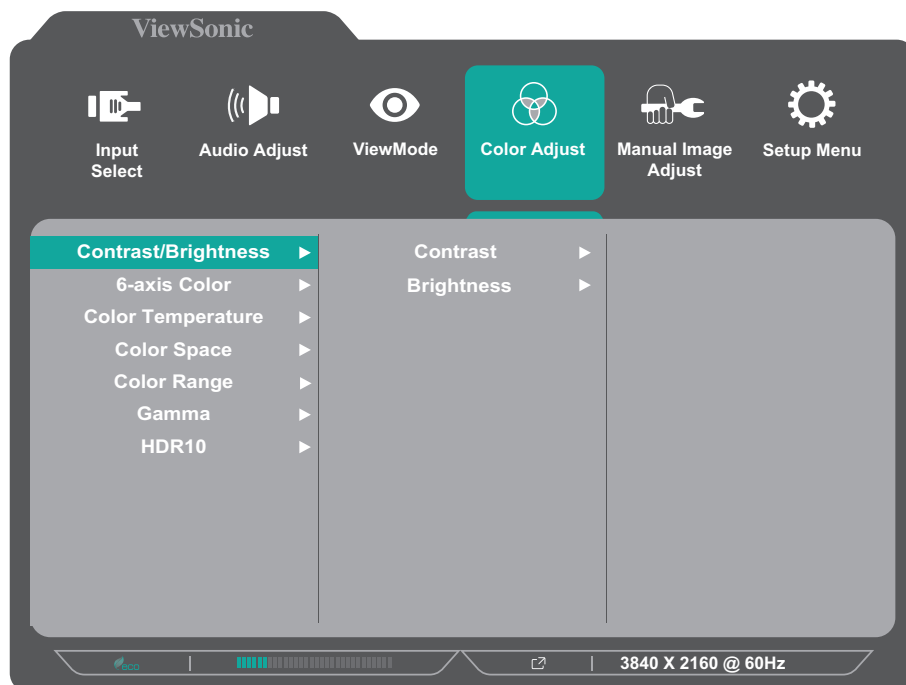 ViewSonic
Input Select
Audio Adjust
ViewMode
Color Adjust
Manual Image Adjust
Setup Menu
Contrast/Brightness
6-axis Color
Color Temperature
Color Space
Color Range
Gamma
HDR10
Contrast
Brightness
eco
3840 X 2160 @ 60Hz